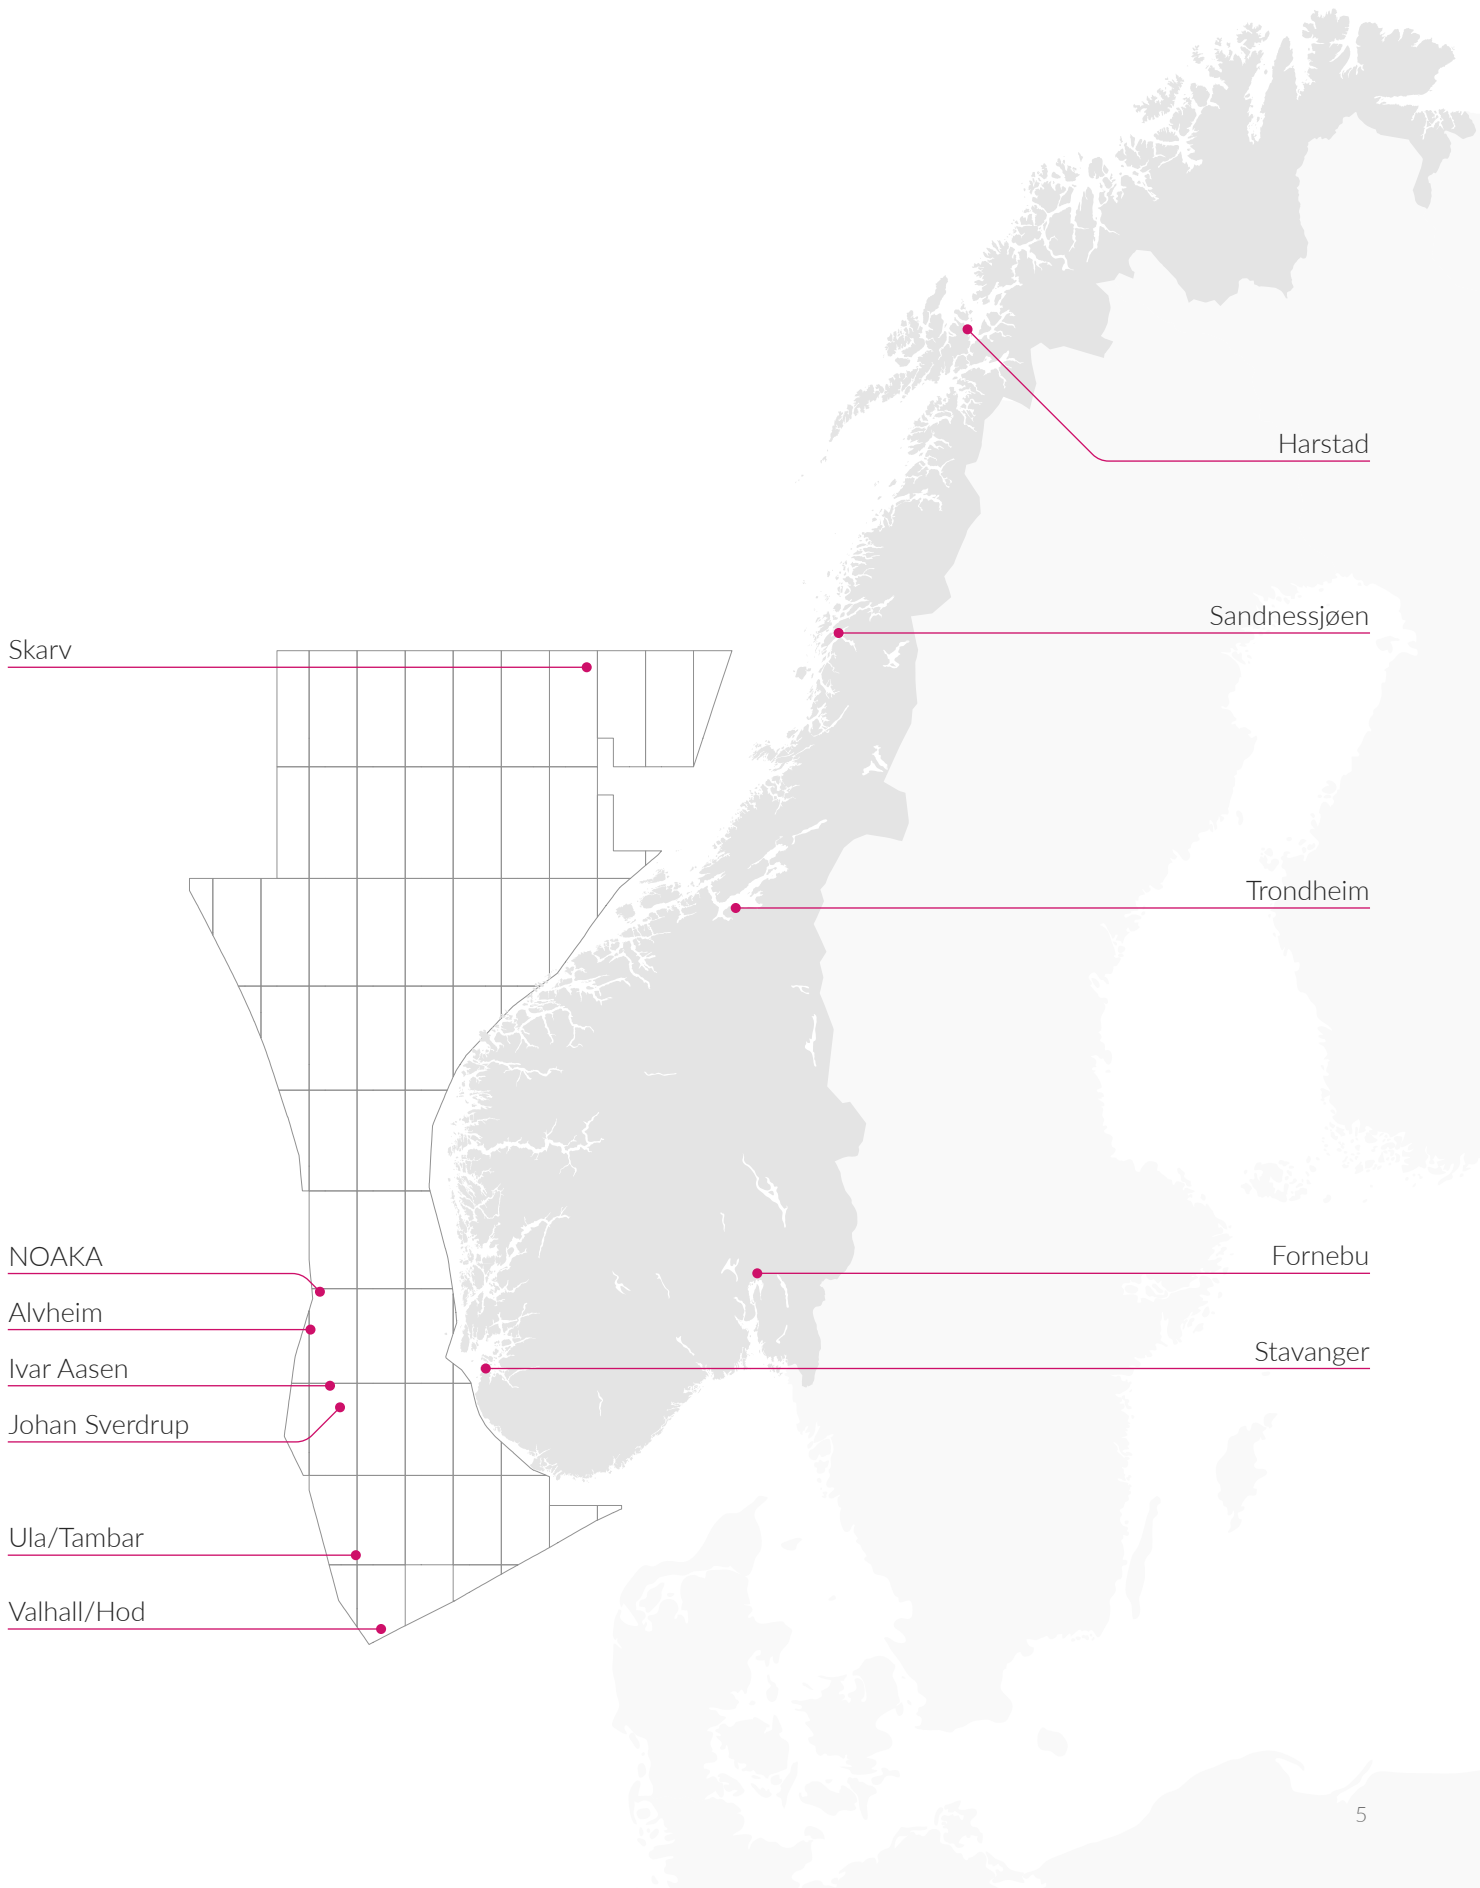 Harstad
Sandnessjøen
Skarv
Trondheim
NOAKA
Fornebu
Alvheim
Stavanger
Ivar Aasen
Johan Sverdrup
Ula/Tambar
Valhall/Hod
5